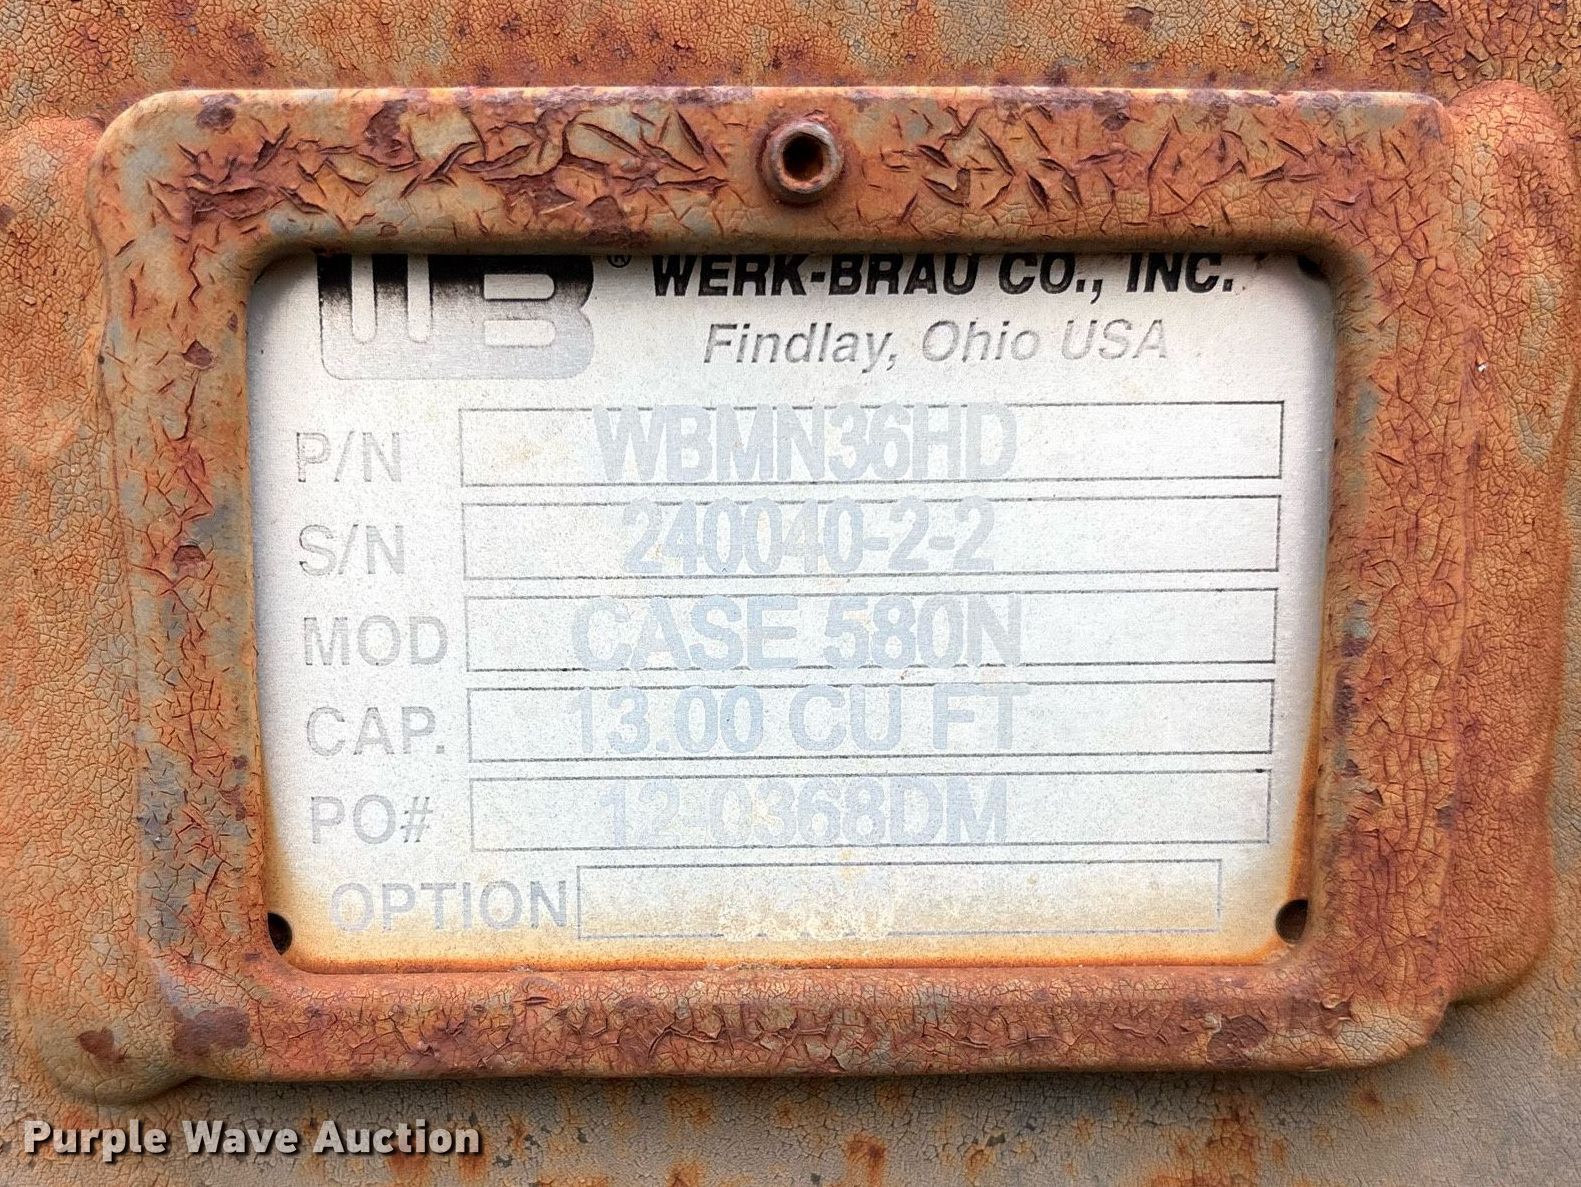 WB® WERK-BRAU CO., INC.
Findlay, Ohio USA
P/N WBMN36HD
S/N 240040-2-2
MOD CASE 580N
CAP. 13.00 CU FT
PO# 12-0368DM
OPTION
Purple Wave Auction